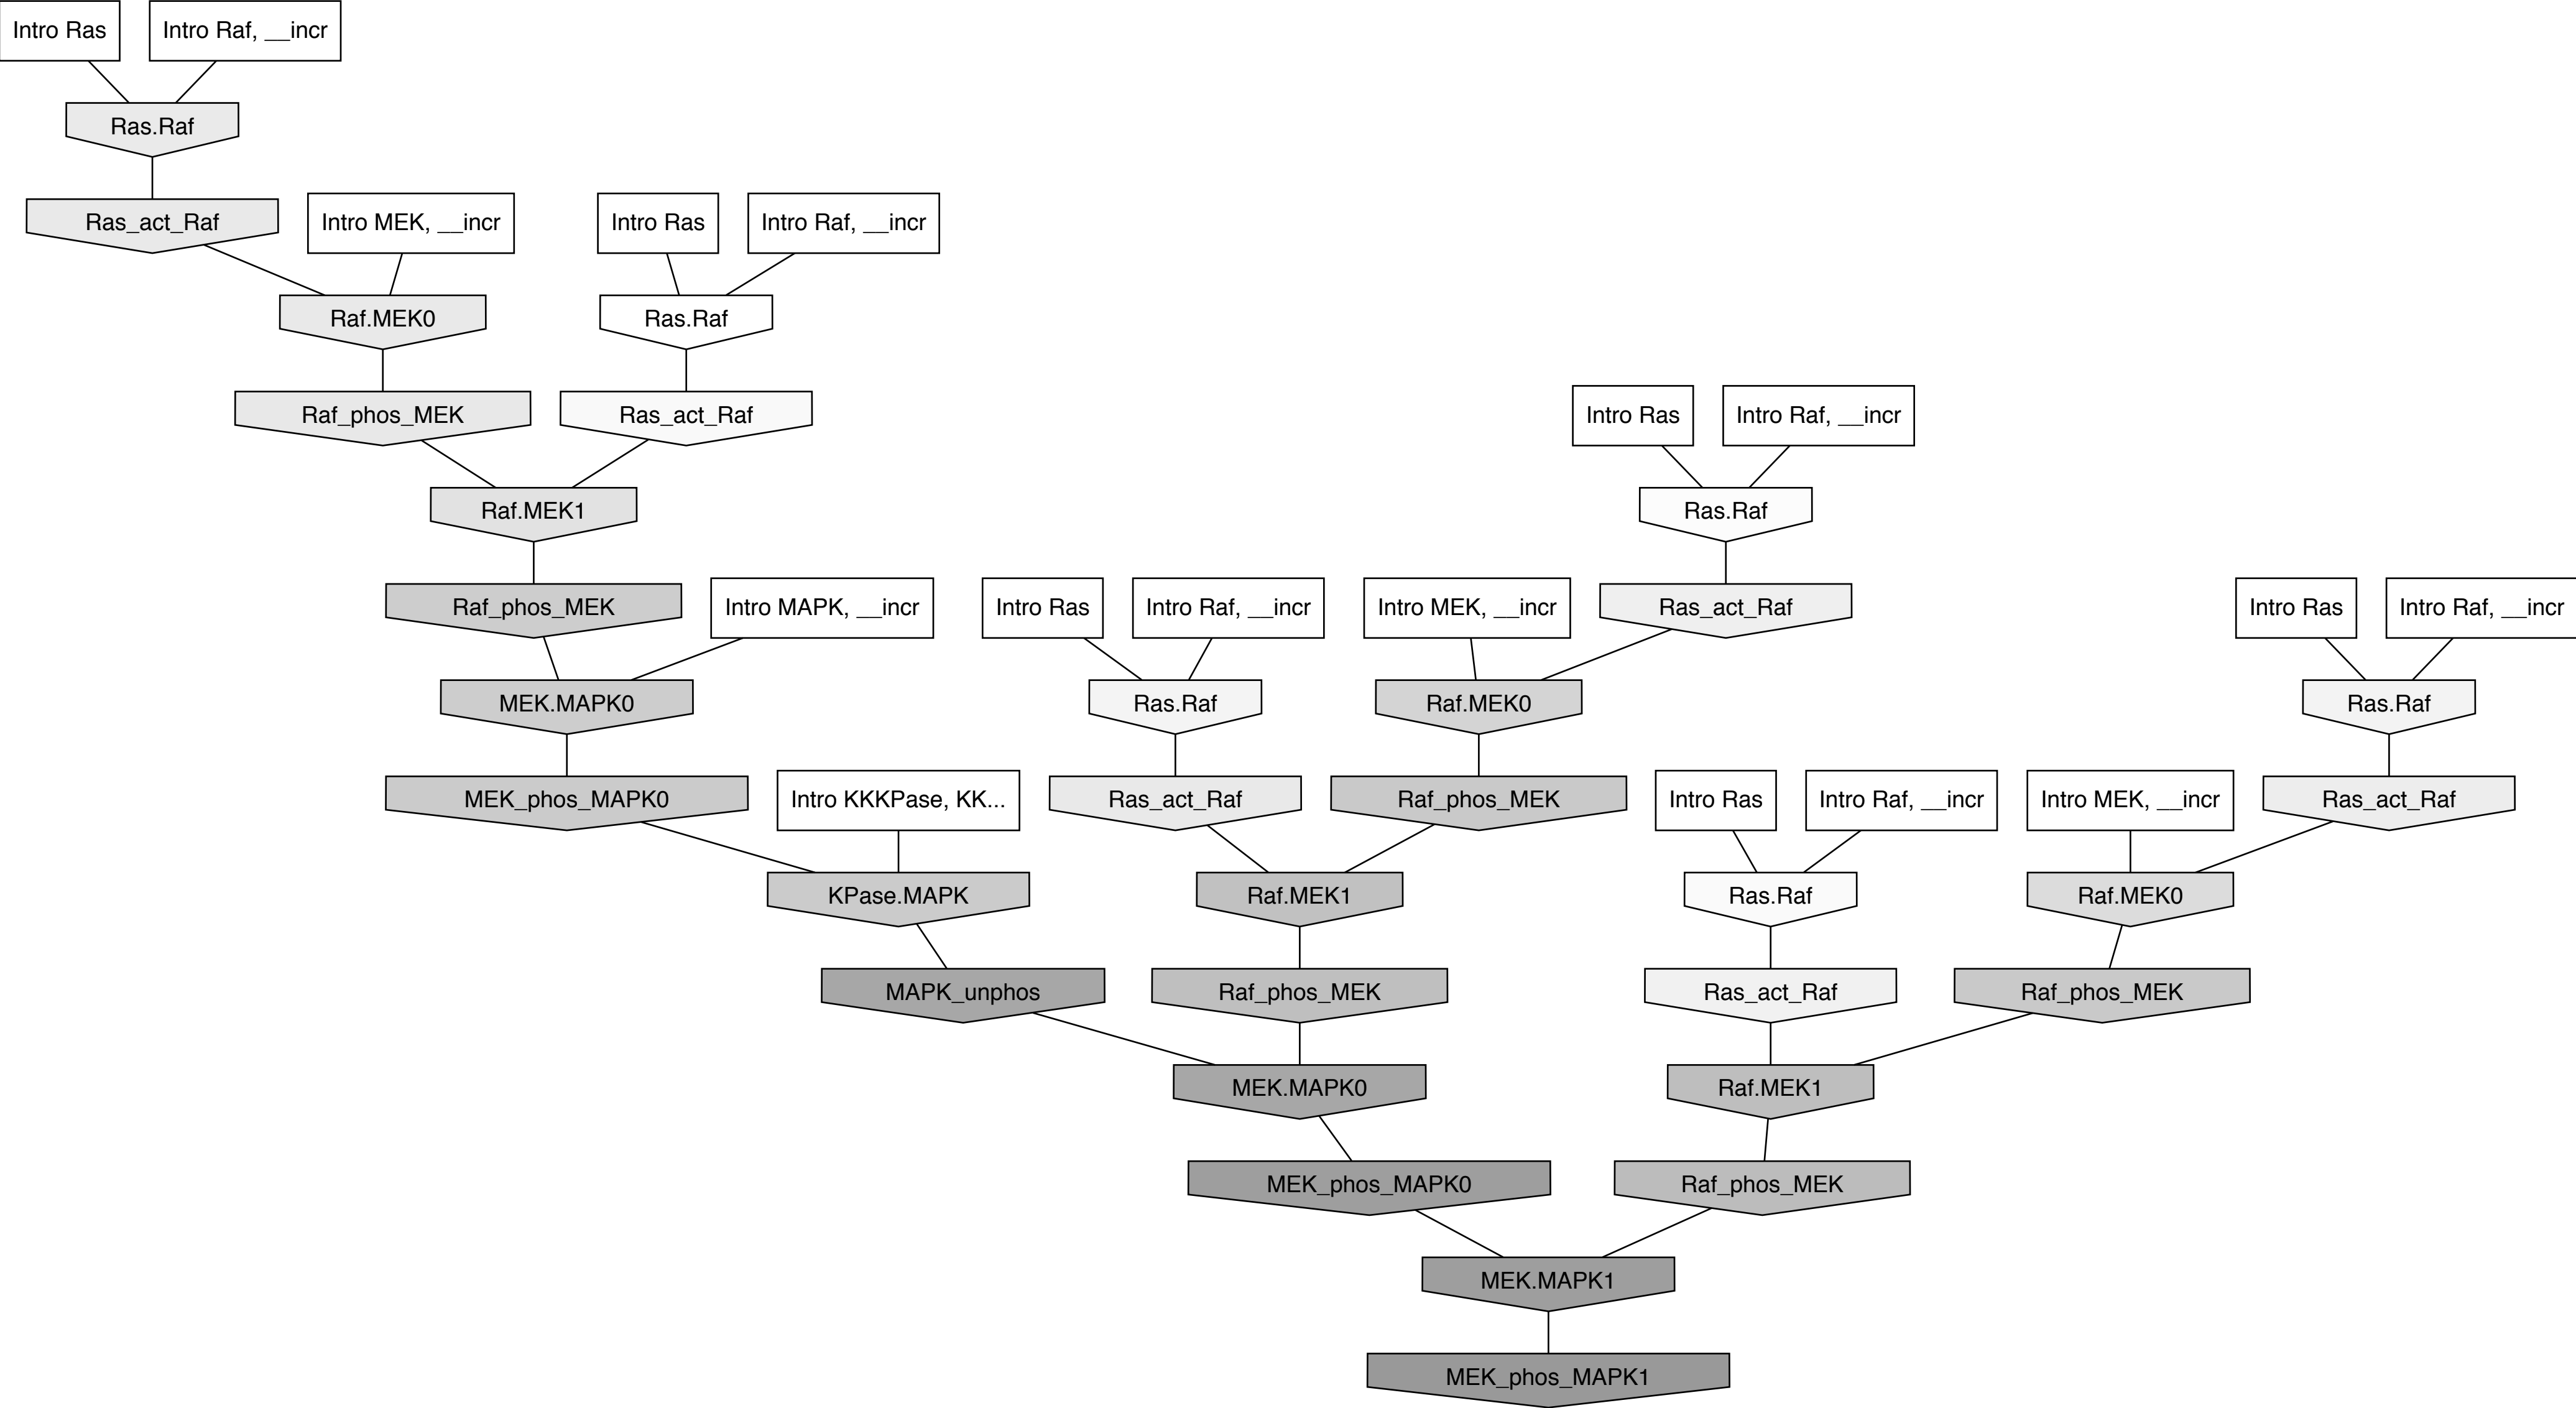 Intro Ras
Intro Raf, __incr
Ras.Raf
Ras_act_Raf
Intro MEK, __incr
Intro Ras
Intro Raf, __incr
Raf.MEK0
Ras.Raf
Raf_phos_MEK
Ras_act_Raf
Intro Ras
Intro Raf, __incr
Raf.MEK1
Ras.Raf
Raf_phos_MEK
Intro MAPK, __incr
Intro Ras
Intro Raf, __incr
Intro MEK, __incr
Ras_act_Raf
Intro Ras
Intro Raf, __incr
MEK.MAPK0
Ras.Raf
Raf.MEK0
Ras.Raf
MEK_phos_MAPK0
Intro KKKPase, KK...
Ras_act_Raf
Raf_phos_MEK
Intro Ras
Intro Raf, __incr
Intro MEK, __incr
Ras_act_Raf
KPase.MAPK
Raf.MEK1
Ras.Raf
Raf.MEK0
MAPK_unphos
Raf_phos_MEK
Ras_act_Raf
Raf_phos_MEK
MEK.MAPK0
Raf.MEK1
MEK_phos_MAPK0
Raf_phos_MEK
MEK.MAPK1
MEK_phos_MAPK1